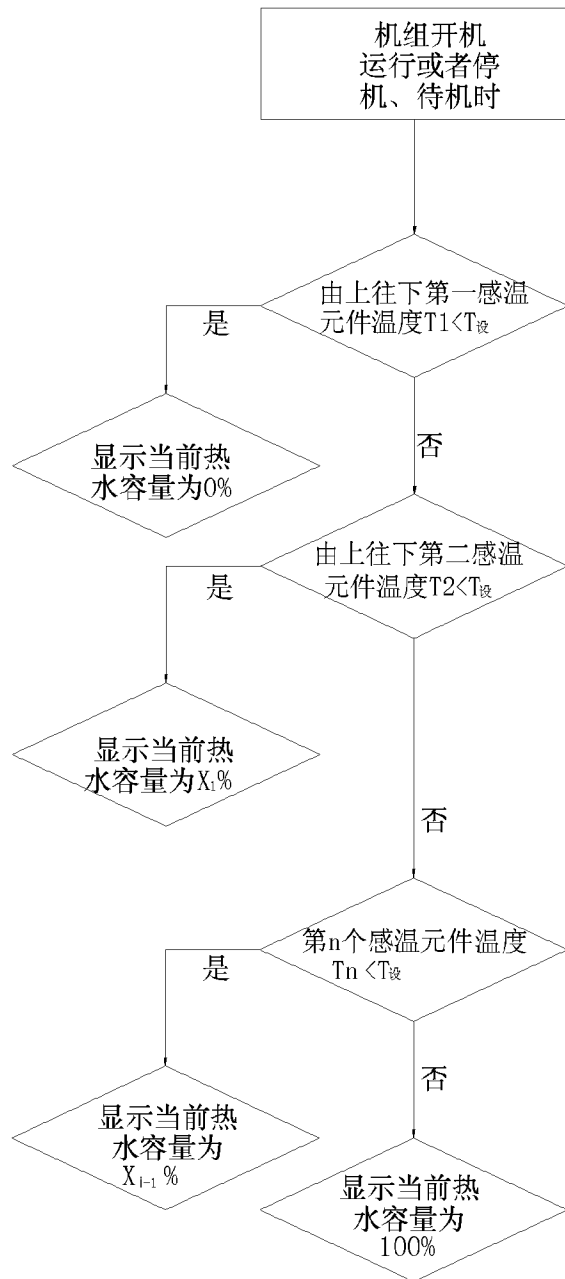 机组开机
运行或者停
机、待机时
由上往下第一感温
元件温度T1<T设
是
显示当前热
水容量为0%
否
由上往下第二感温
元件温度T2<T设
是
显示当前热
水容量为X1%
否
第n个感温元件温度
Tn<T设
是
显示当前热
水容量为
Xi-1%
否
显示当前热
水容量为
100%